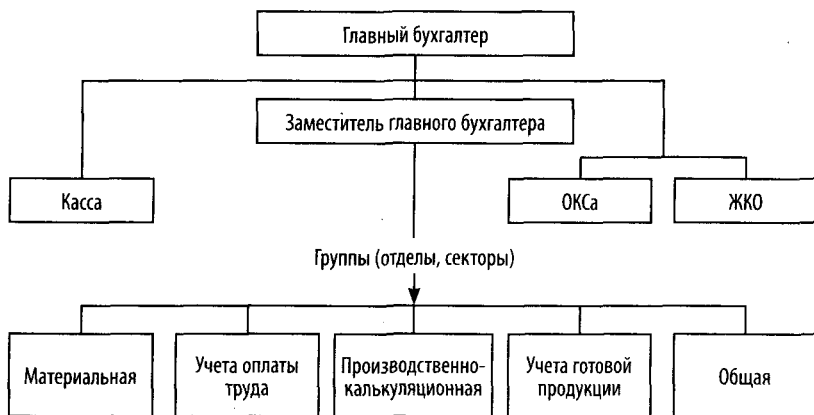 Главный бухгалтер
Заместитель главного бухгалтера
Касса
ОКСа
ЖКО
Группы (отделы, секторы)
Материальная
Учета оплаты
труда
Производственно-
калькуляционная
Учета готовой
продукции
Общая